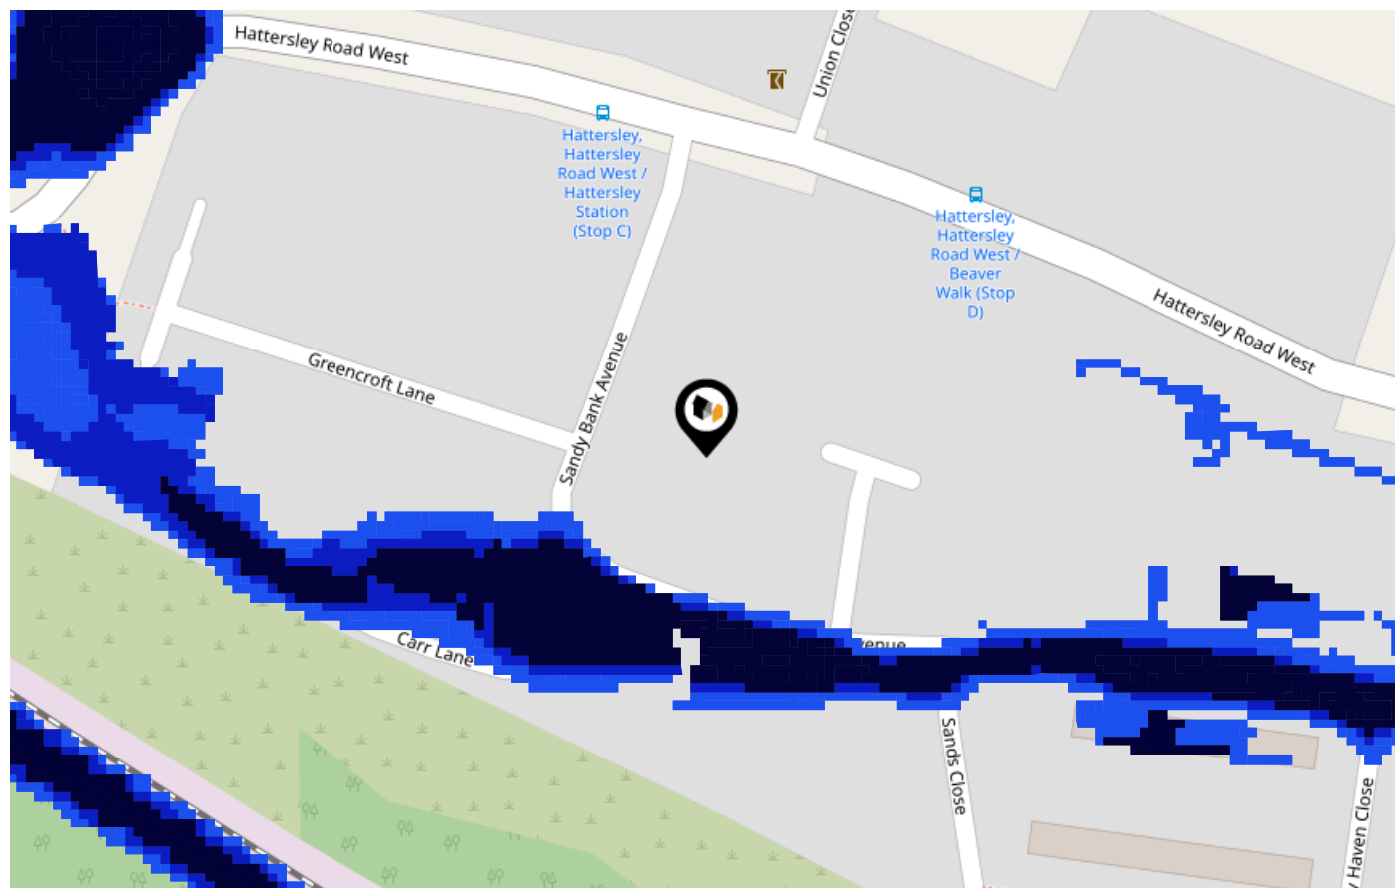 Hattersley Road West
Union Close
Hattersley,
Hattersley
Road West /
Hattersley
Station
(Stop C)
Hattersley,
Hattersley
Road West /
Beaver
Walk (Stop
D)
Hattersley Road West
Greencroft Lane
Sandy Bank Avenue
Carr Lane
venue
Sands Close
Haven Close